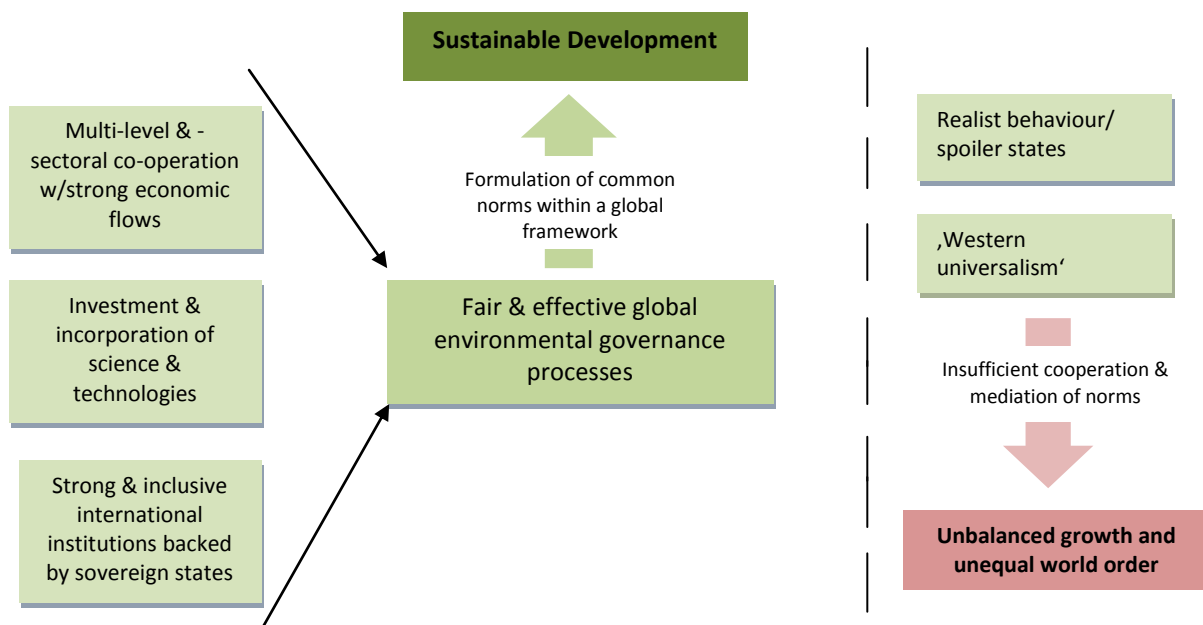 Sustainable Development
Multi-level & -
sectoral co-operation
w/strong economic
flows
Investment &
incorporation of
science &
technologies
Strong & inclusive
international
institutions backed
by sovereign states
Formulation of common
norms within a global
framework
Fair & effective global
environmental governance
processes
Realist behaviour/
spoiler states
‚Western
universalism‘
Insufficient cooperation &
mediation of norms
Unbalanced growth and
unequal world order